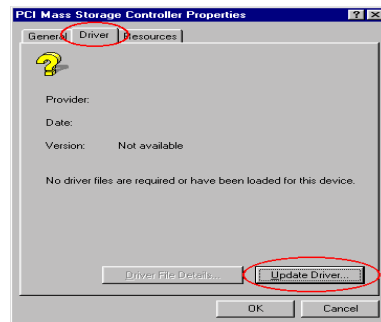 PCI Mass Storage Controller Properties
General Driver Resources
Provider:
Date:
Version: Not available
No driver files are required or have been loaded for this device.
Driver File Details... Update Driver...
OK Cancel